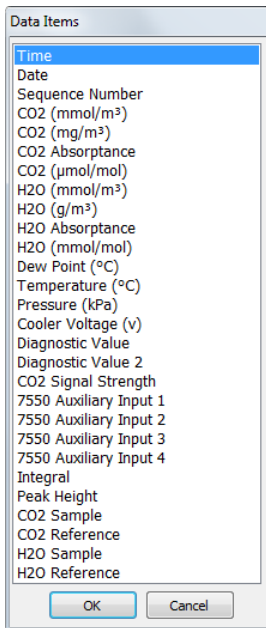 Data Items
Time
Date
Sequence Number
CO2 (mmol/m³)
CO2 (mg/m³)
CO2 Absorptance
CO2 (µmol/mol)
H2O (mmol/m³)
H2O (g/m³)
H2O Absorptance
H2O (mmol/mol)
Dew Point (°C)
Temperature (°C)
Pressure (kPa)
Cooler Voltage (v)
Diagnostic Value
Diagnostic Value 2
CO2 Signal Strength
7550 Auxiliary Input 1
7550 Auxiliary Input 2
7550 Auxiliary Input 3
7550 Auxiliary Input 4
Integral
Peak Height
CO2 Sample
CO2 Reference
H2O Sample
H2O Reference
OK Cancel